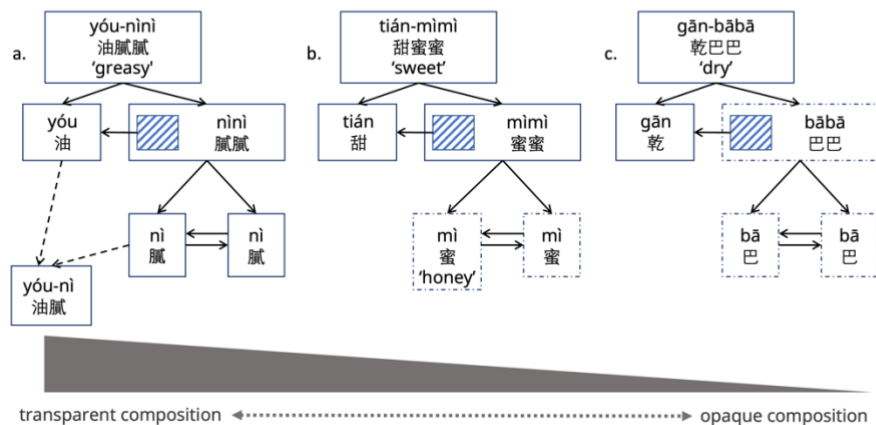 a.
yóu-nìnì
油膩膩
‘greasy’
yóu
油
nìnì
膩膩
nì
膩
nì
膩
yóu-nì
油膩
b.
tián-mìmì
甜蜜蜜
‘sweet’
tián
甜
mìmì
蜜蜜
mì
蜜
‘honey’
mì
蜜
c.
gān-bābā
乾巴巴
‘dry’
gān
乾
bābā
巴巴
bā
巴
bā
巴
transparent composition
opaque composition